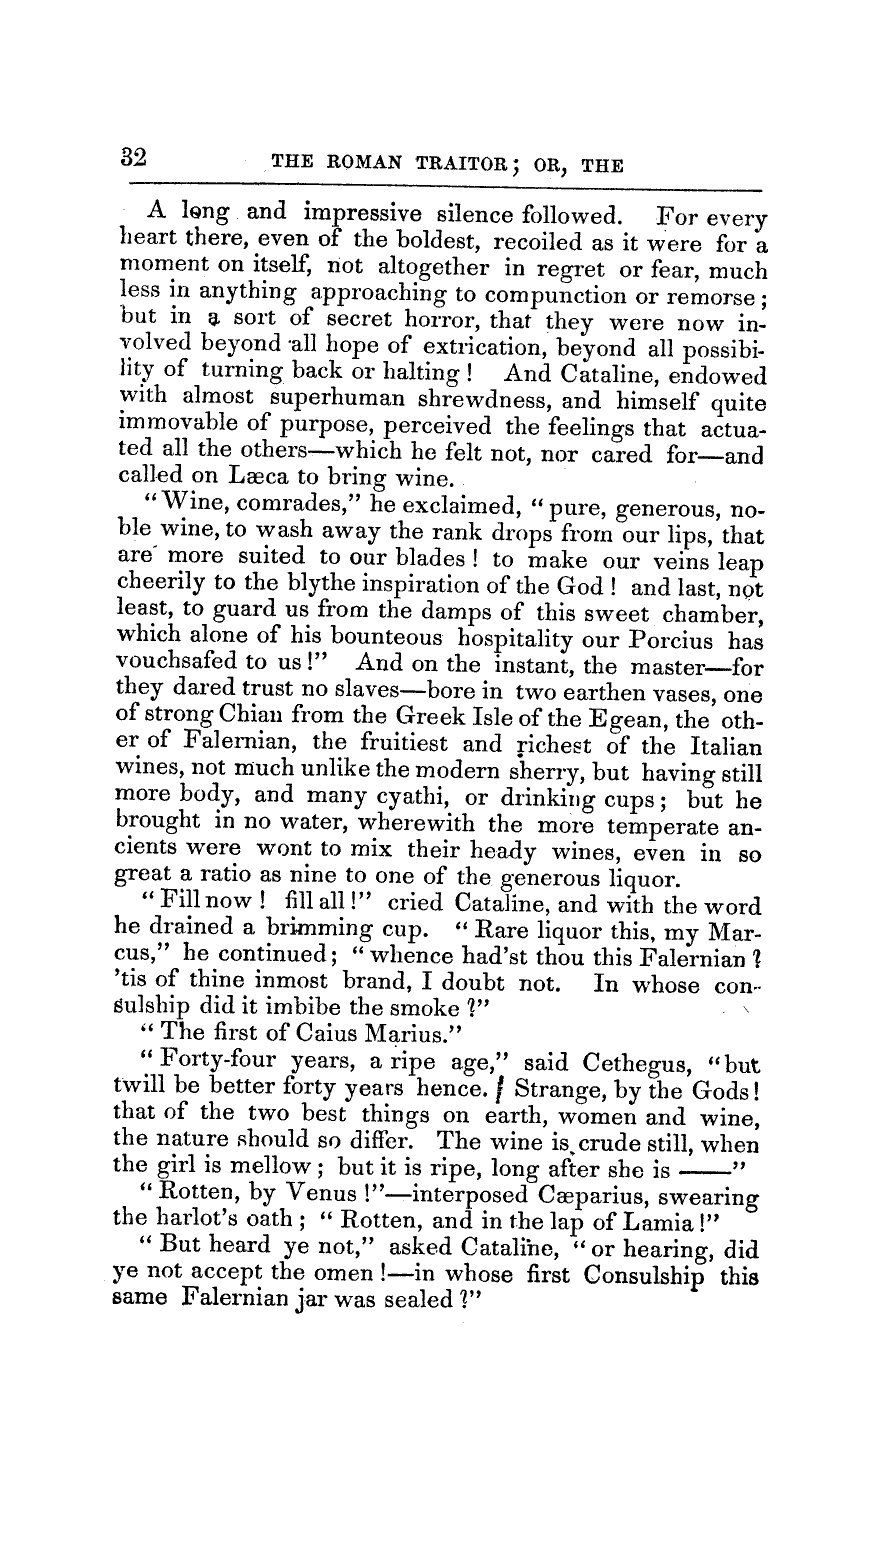 32 THE ROMAN TRAITOR; OR, THE
A long and impressive silence followed. For every
heart there, even of the boldest, recoiled as it were for a
moment on itself, not altogether in regret or fear, much
less in anything approaching to compunction or remorse;
but in a sort of secret horror, that they were now in-
volved beyond all hope of extrication, beyond all possibi-
lity of turning back or halting! And Cataline, endowed
with almost superhuman shrewdness, and himself quite
immovable of purpose, perceived the feelings that actua-
ted all the others—which he felt not, nor cared for—and
called on Læca to bring wine.
"Wine, comrades," he exclaimed, "pure, generous, no-
ble wine, to wash away the rank drops from our lips, that
are more suited to our blades! to make our veins leap
cheerily to the blythe inspiration of the God! and last, not
least, to guard us from the damps of this sweet chamber,
which alone of his bounteous hospitality our Porcius has
vouchsafed to us!" And on the instant, the master—for
they dared trust no slaves—bore in two earthen vases, one
of strong Chian from the Greek Isle of the Egean, the oth-
er of Falernian, the fruitiest and richest of the Italian
wines, not much unlike the modern sherry, but having still
more body, and many cyathi, or drinking cups; but he
brought in no water, wherewith the more temperate an-
cients were wont to mix their heady wines, even in so
great a ratio as nine to one of the generous liquor.
"Fill now! fill all!" cried Cataline, and with the word
he drained a brimming cup. "Rare liquor this, my Mar-
cus," he continued; "whence had'st thou this Falernian?
'tis of thine inmost brand, I doubt not. In whose con-
sulship did it imbibe the smoke?"
"The first of Caius Marius."
"Forty-four years, a ripe age," said Cethegus, "but
twill be better forty years hence. Strange, by the Gods!
that of the two best things on earth, women and wine,
the nature should so differ. The wine is crude still, when
the girl is mellow; but it is ripe, long after she is ——"
"Rotten, by Venus!"—interposed Cæparius, swearing
the harlot's oath; "Rotten, and in the lap of Lamia!"
"But heard ye not," asked Cataline, "or hearing, did
ye not accept the omen!—in whose first Consulship this
same Falernian jar was sealed?"